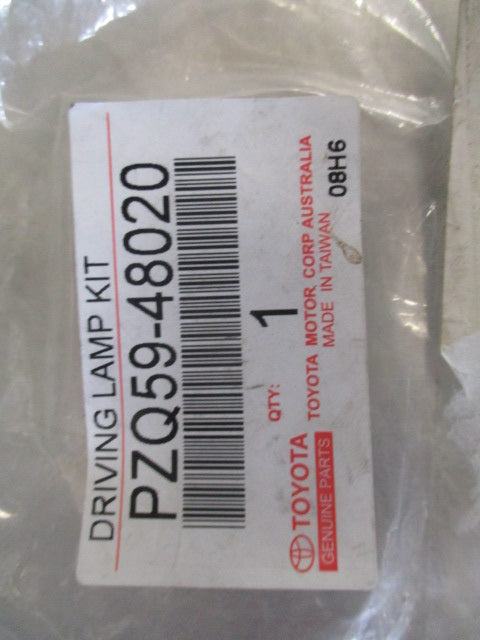 DRIVING LAMP KIT
PZQ59-48020
QTY: 1
TOYOTA
GENUINE PARTS
TOYOTA MOTOR CORP AUSTRALIA
MADE IN TAIWAN
08H6